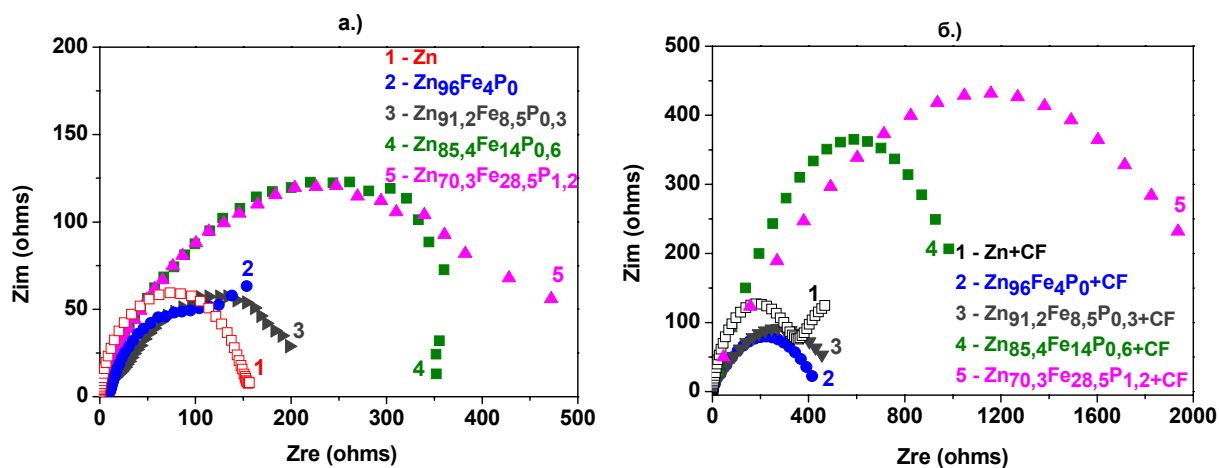 а.)
200
150
100
50
0
Zim (ohms)
1 - Zn
2 - Zn96Fe4P0
3 - Zn91,2Fe8,5P0,3
4 - Zn85,4Fe14P0,6
5 - Zn70,3Fe28,5P1,2
2
3
1
4
5
0 100 200 300 400 500
Zre (ohms)
б.)
500
400
300
200
100
0
Zim (ohms)
5
4
1
3
2
1 - Zn+CF
2 - Zn96Fe4P0+CF
3 - Zn91,2Fe8,5P0,3+CF
4 - Zn85,4Fe14P0,6+CF
5 - Zn70,3Fe28,5P1,2+CF
0 400 800 1200 1600 2000
Zre (ohms)